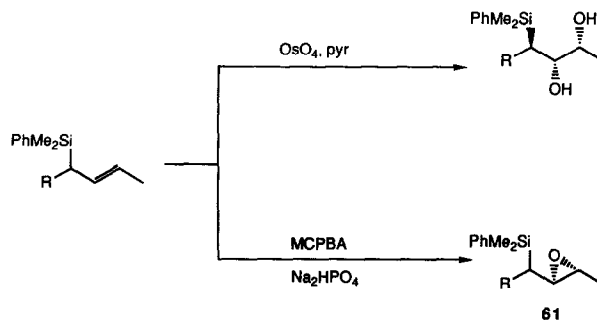 PhMe₂Si OH
OsO₄, pyr
R
OH
PhMe₂Si
R
MCPBA
PhMe₂Si
O
Na₂HPO₄
R
61